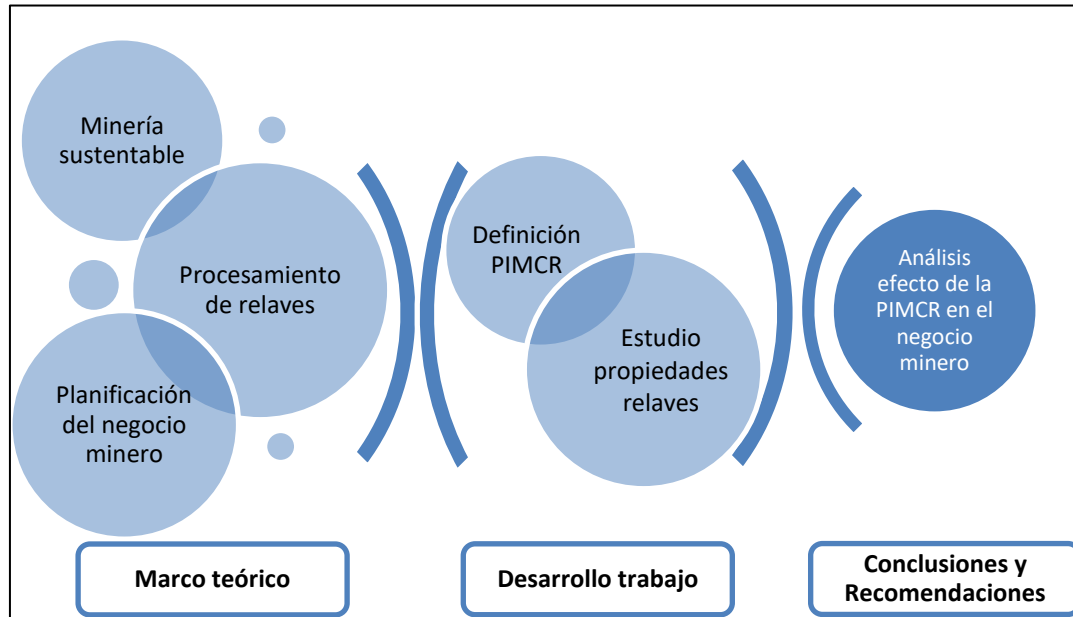 Minería
sustentable
Procesamiento
de relaves
Planificación
del negocio
minero
Definición
PIMCR
Estudio
propiedades
relaves
Análisis
efecto de la
PIMCR en el
negocio
minero
Marco teórico
Desarrollo trabajo
Conclusiones y
Recomendaciones